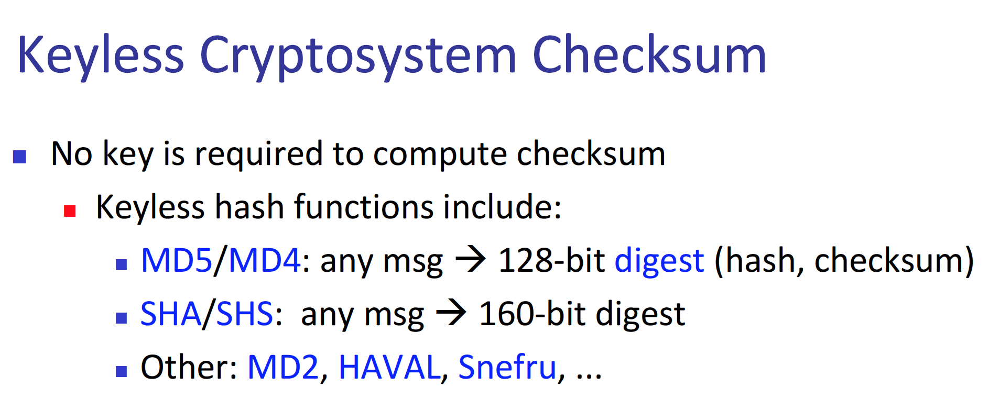 Keyless Cryptosystem Checksum
■ No key is required to compute checksum
■ Keyless hash functions include:
■ MD5/MD4: any msg → 128-bit digest (hash, checksum)
■ SHA/SHS: any msg → 160-bit digest
■ Other: MD2, HAVAL, Snefru, ...